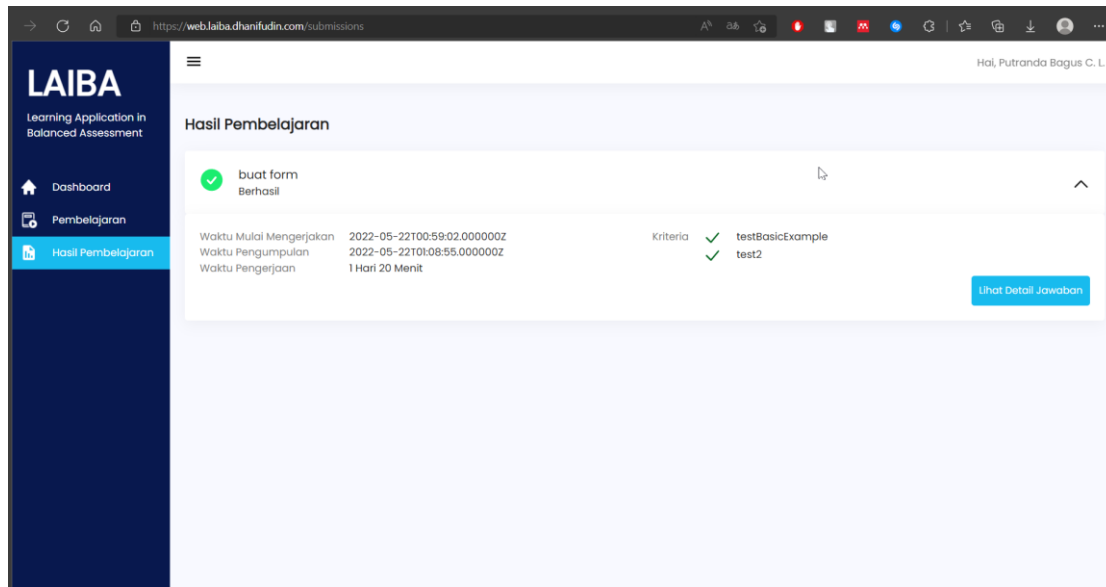 https://web.laiba.dhanifudin.com/submissions
LAIBA
Learning Application in
Balanced Assessment
Dashboard
Pembelajaran
Hasil Pembelajaran
Hai, Putranda Bagus C. L.
Hasil Pembelajaran
buat form
Berhasil
Waktu Mulai Mengerjakan 2022-05-22T00:59:02.000000Z
Waktu Pengumpulan 2022-05-22T01:08:55.000000Z
Waktu Pengerjaan 1 Hari 20 Menit
Kriteria testBasicExample
test2
Lihat Detail Jawaban